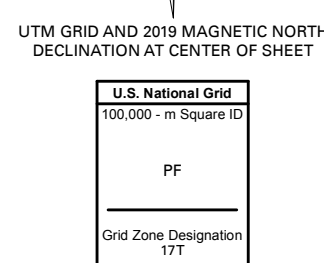 UTM GRID AND 2019 MAGNETIC NORTH
DECLINATION AT CENTER OF SHEET
U.S. National Grid
100,000 - m Square ID
PF
Grid Zone Designation
17T